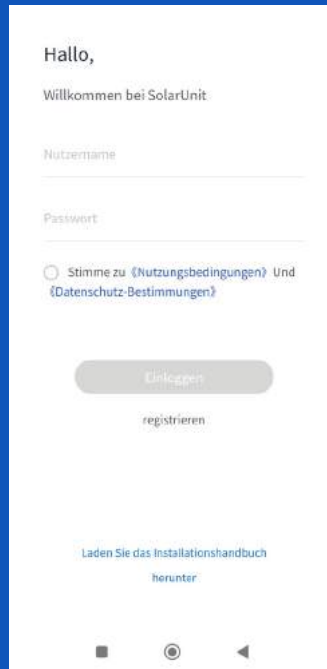 Hallo,
Willkommen bei SolarUnit
Nutzername
Passwort
Stimme zu 《Nutzungsbedingungen》 Und
《Datenschutz-Bestimmungen》
Einloggen
registrieren
Laden Sie das Installationshandbuch
herunter